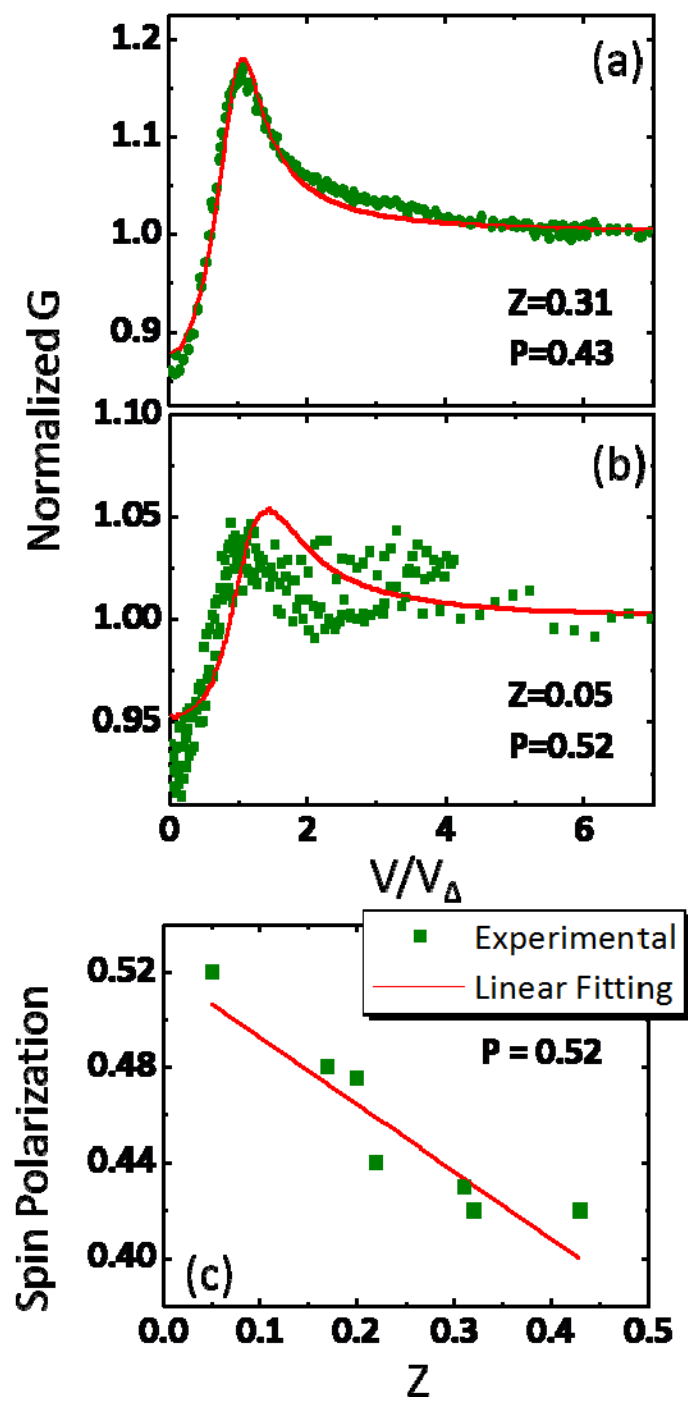 1.2
(a)
1.1
1.0
0.9
Z=0.31
P=0.43
Normalized G
1.10
(b)
1.05
1.00
0.95
Z=0.05
P=0.52
0 2 4 6
V/VΔ
Experimental
Linear Fitting
P = 0.52
0.52
0.48
0.44
0.40
Spin Polarization
(c)
0.0 0.1 0.2 0.3 0.4 0.5
Z